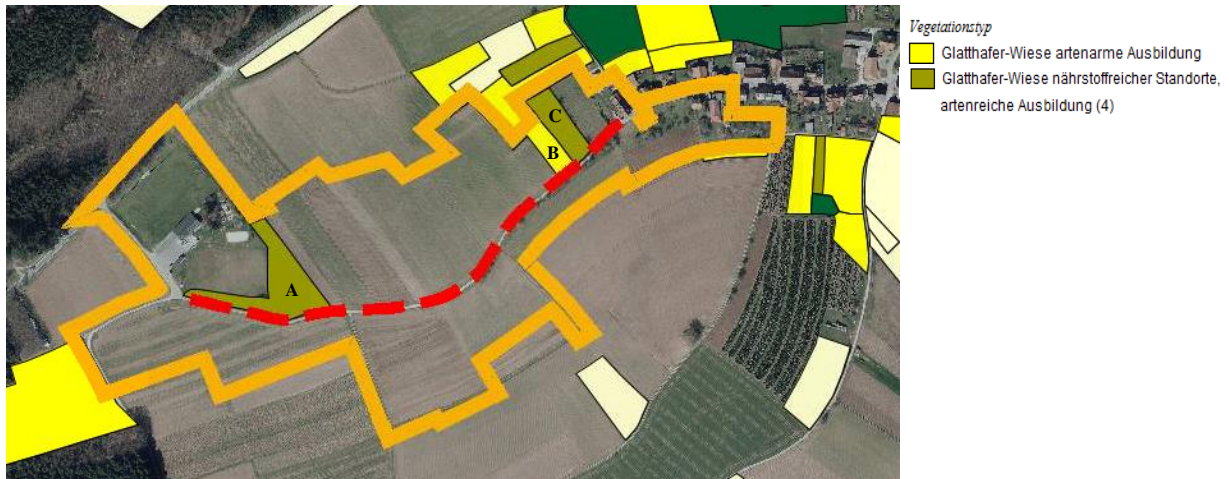 Vegetationstyp
Glatthafer-Wiese artenarme Ausbildung
Glatthafer-Wiese nährstoffreicher Standorte,
artenreiche Ausbildung (4)
C
B
A